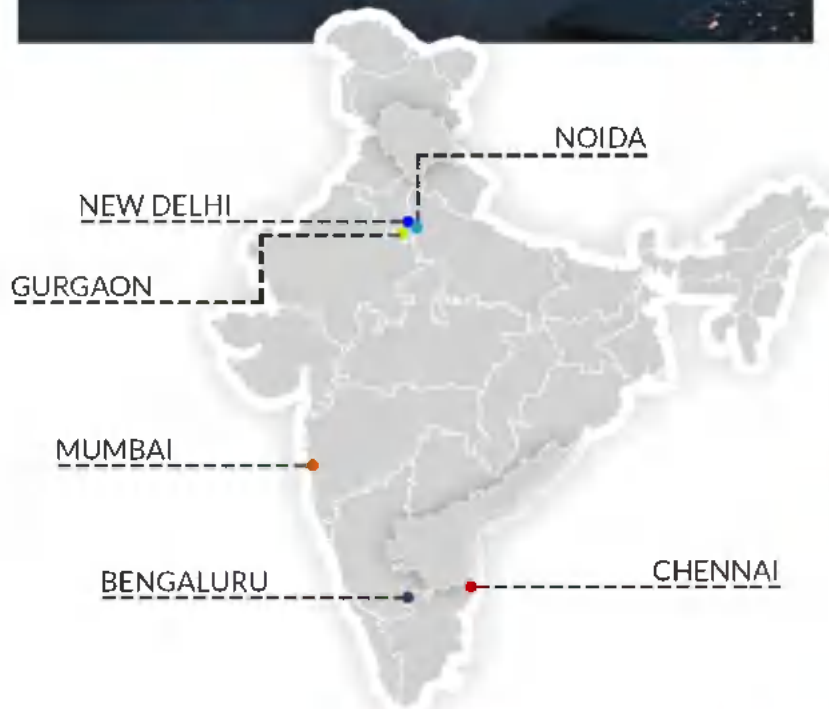 NOIDA
NEW DELHI
GURGAON
MUMBAI
BENGALURU
CHENNAI